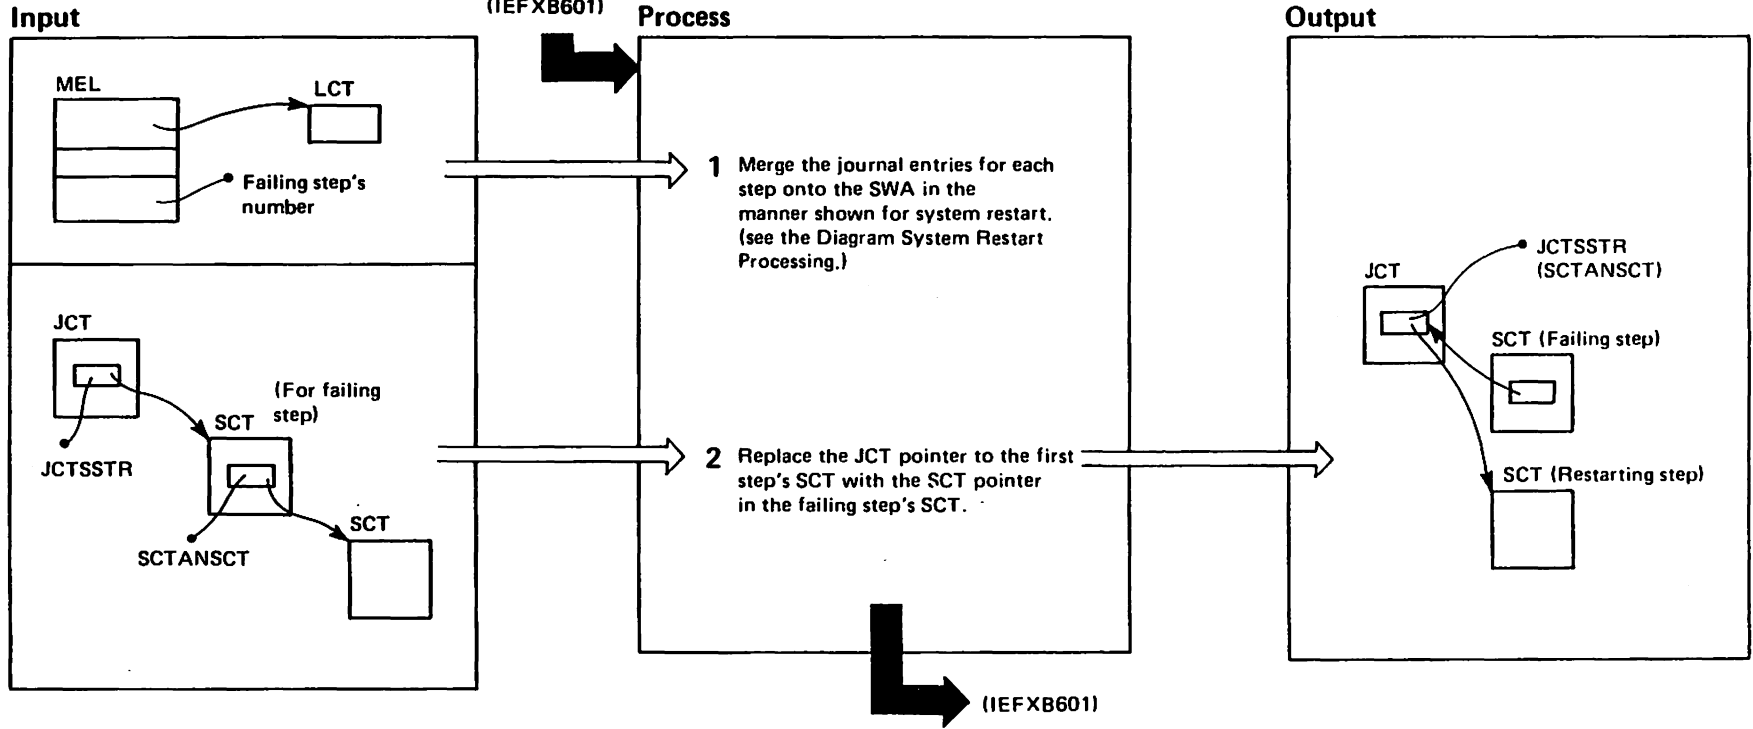 Input
(IEFXB601)
Process
Output
MEL
LCT
Failing step's
number
JCT
JCTSSTR
(For failing
step)
SCT
SCTANSCT
SCT
1 Merge the journal entries for each
step onto the SWA in the
manner shown for system restart.
(see the Diagram System Restart
Processing.)
2 Replace the JCT pointer to the first
step's SCT with the SCT pointer
in the failing step's SCT.
(IEFXB601)
JCTSSTR
(SCTANSCT)
JCT
SCT (Failing step)
SCT (Restarting step)